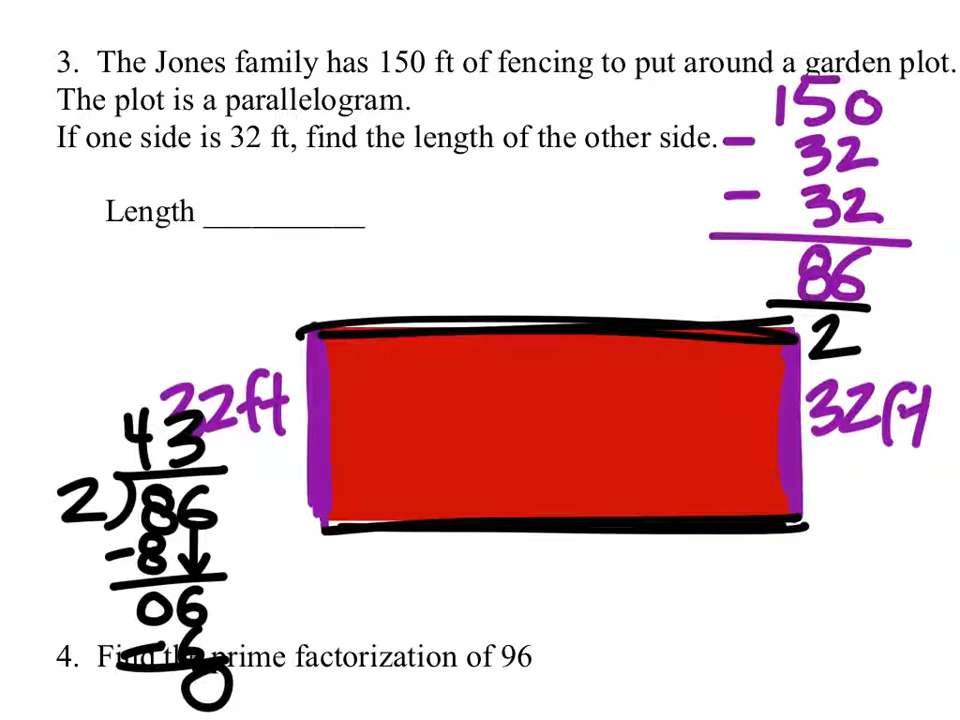 3. The Jones family has 150 ft of fencing to put around a garden plot.
The plot is a parallelogram.
If one side is 32 ft, find the length of the other side.
150
- 32
- 32
86
2
Length __________
32ft
32ft
43
2)86
-8
06
-6
0
4. Find the prime factorization of 96